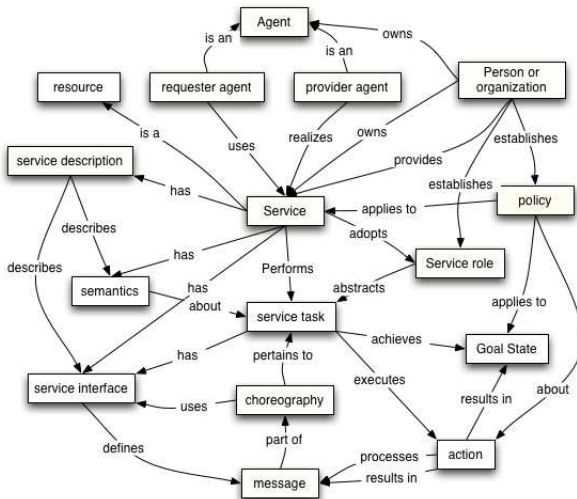 Agent
is an
is an
owns
resource
requester agent
provider agent
Person or
organization
is a
uses
realizes
owns
establishes
service description
provides
has
establishes
Service
applies to
policy
describes
adopts
has
describes
Performs
Service role
semantics
has
about
abstracts
applies to
service task
achieves
has
pertains to
Goal State
service interface
executes
uses
choreography
results in
about
part of
defines
processes
action
message
results in